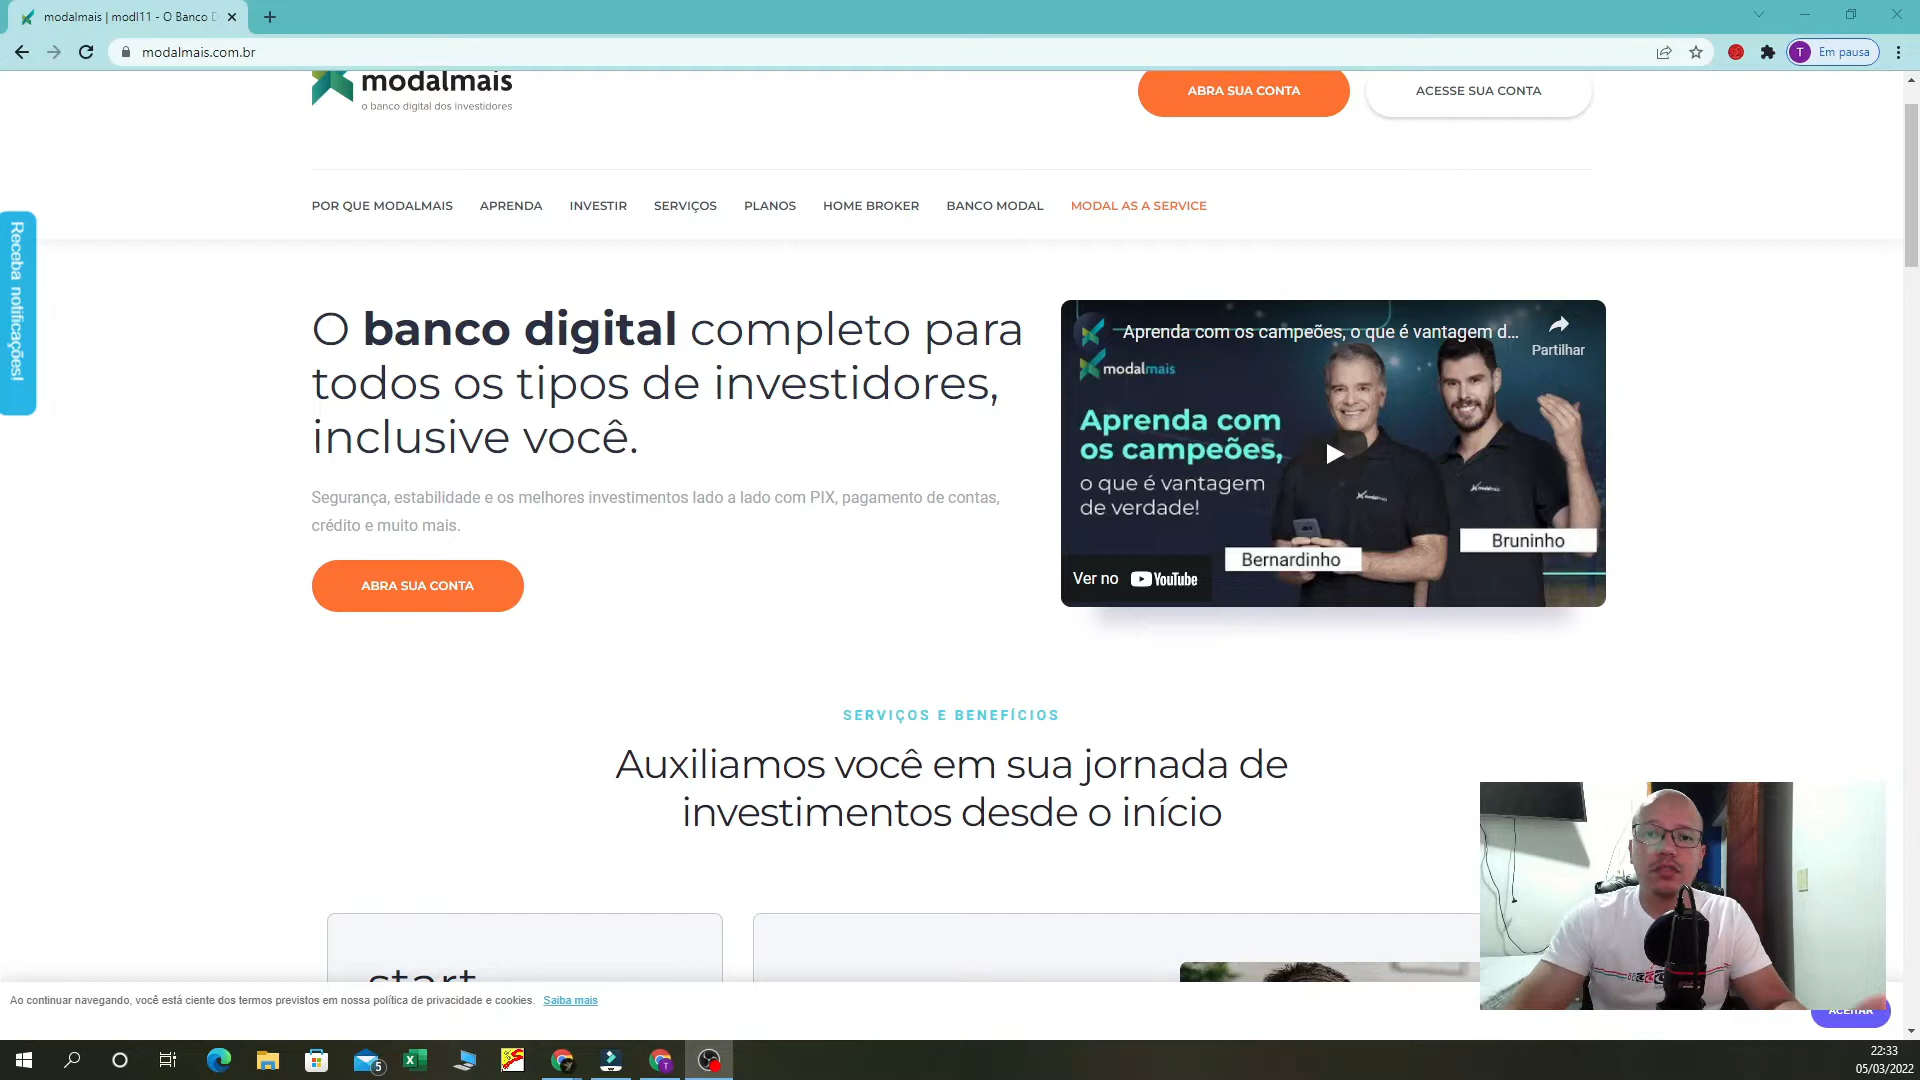 modalmais | modl11 - O Banco D
modalmais.com.br
Em pausa
T
modalmais
o banco digital dos investidores
ABRA SUA CONTA
ACESSE SUA CONTA
POR QUE MODALMAIS
APRENDA
INVESTIR
SERVIÇOS
PLANOS
HOME BROKER
BANCO MODAL
MODAL AS A SERVICE
Receba notificações!
O banco digital completo para
todos os tipos de investidores,
inclusive você.
Segurança, estabilidade e os melhores investimentos lado a lado com PIX, pagamento de contas,
crédito e muito mais.
ABRA SUA CONTA
Aprenda com os campeões, o que é vantagem d...
Partilhar
modalmais
Aprenda com
os campeões,
o que é vantagem
de verdade!
Bruninho
Bernardinho
Ver no YouTube
SERVIÇOS E BENEFÍCIOS
Auxiliamos você em sua jornada de
investimentos desde o início
start
Ao continuar navegando, você está ciente dos termos previstos em nossa política de privacidade e cookies. Saiba mais
ACEITAR
5
T
22:33
05/03/2022